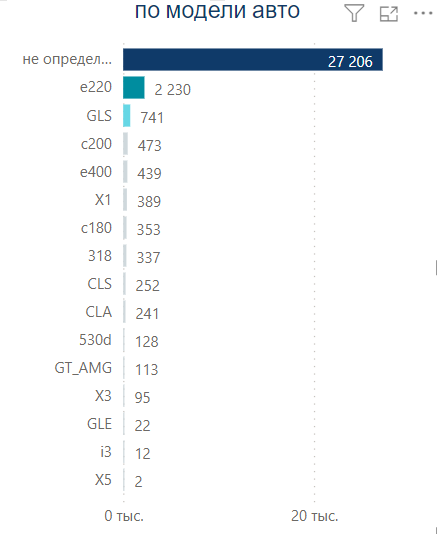 по модели авто
не определ... 27 206
e220 2 230
GLS 741
c200 473
e400 439
X1 389
c180 353
318 337
CLS 252
CLA 241
530d 128
GT_AMG 113
X3 95
GLE 22
i3 12
X5 2
0 тыс. 20 тыс.